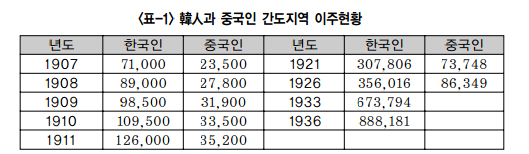 <표-1> 韓人과 중국인 간도지역 이주현황
년도 한국인 중국인 년도 한국인 중국인
1907 71,000 23,500 1921 307,806 73,748
1908 89,000 27,800 1926 356,016 86,349
1909 98,500 31,900 1933 673,794
1910 109,500 33,500 1936 888,181
1911 126,000 35,200